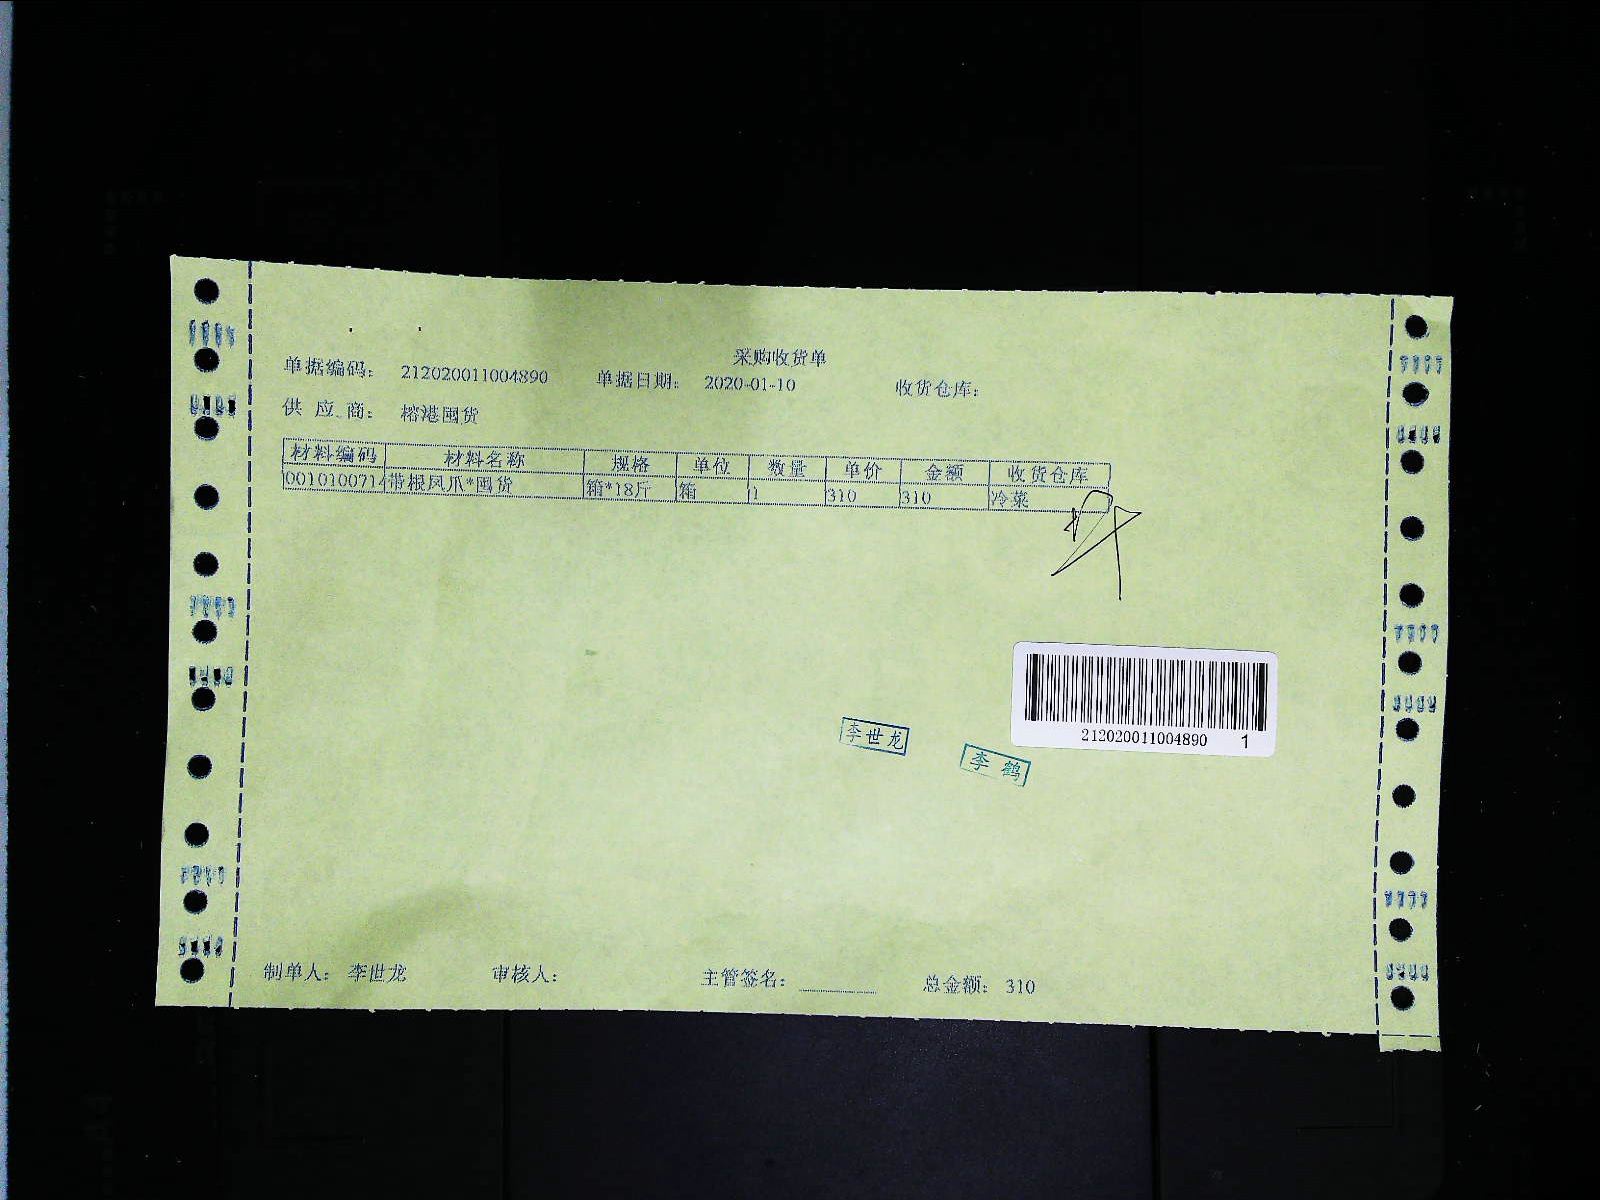 采购收货单
单据编码： 212020011004890 单据日期： 2020-01-10 收货仓库：
供 应 商： 榕港囤货
材料编码 材料名称 规格 单位 数量 单价 金额 收货仓库
0010100714 带根凤爪*囤货 箱*18斤 箱 1 310 310 冷菜
212020011004890 1
李世龙
李鹤
制单人： 李世龙 审核人： 主管签名： 总金额： 310